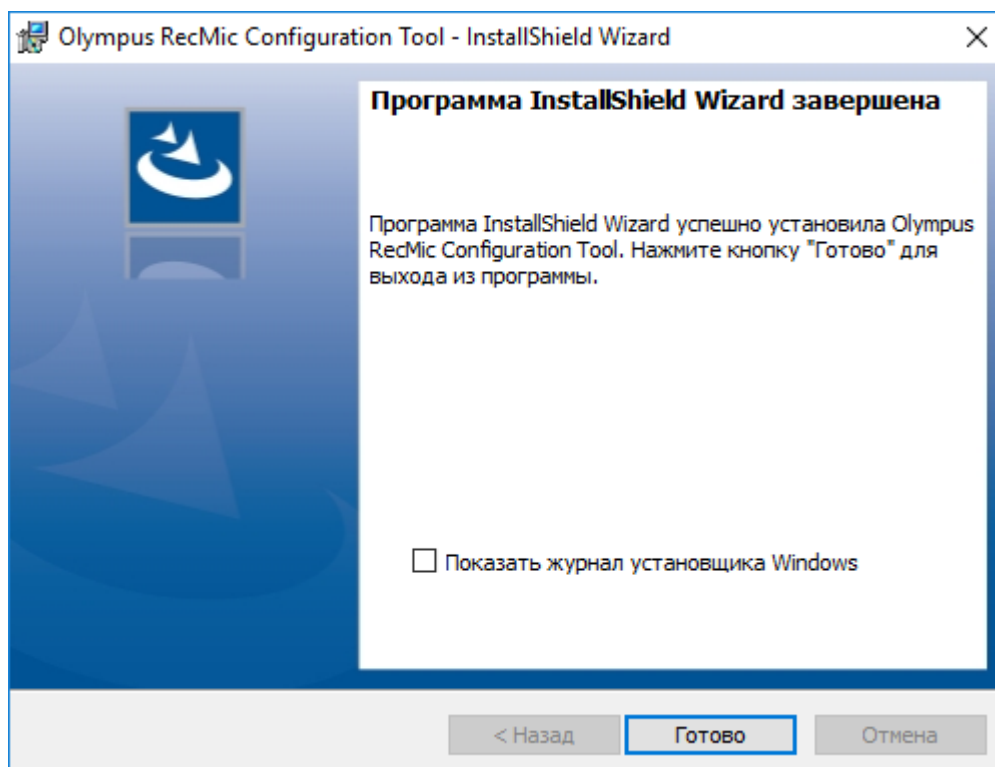 Olympus RecMic Configuration Tool - InstallShield Wizard
Программа InstallShield Wizard завершена
Программа InstallShield Wizard успешно установила Olympus
RecMic Configuration Tool. Нажмите кнопку "Готово" для
выхода из программы.
Показать журнал установщика Windows
< Назад
Готово
Отмена